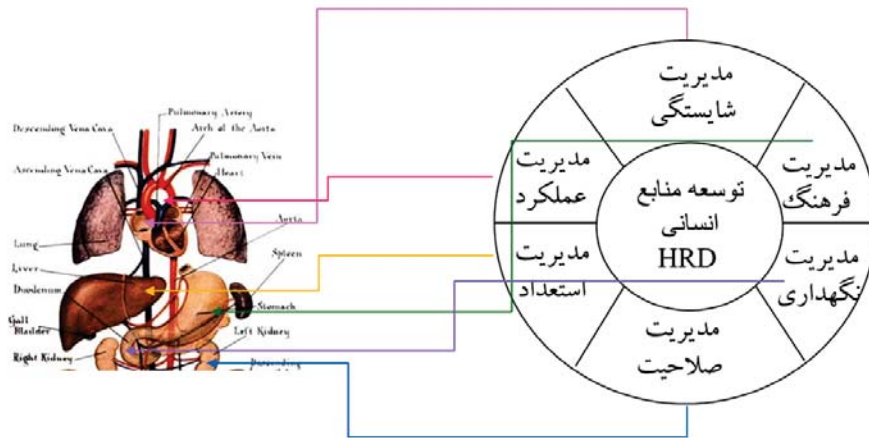 Pulmonary Artery
Arch of the Aorta
Descending Vena Cava
Pulmonary Vena
Heart
Ascending Vena Cava
Aorta
Lung
Spleen
Liver
Duodenum
Stomach
Gall
Bladder
Left Kidney
Right Kidney
Descending
مدیریت
شایستگی
مدیریت
فرهنگ
مدیریت
عملکرد
توسعه منابع
انسانی
HRD
مدیریت
نگهداری
مدیریت
استعداد
مدیریت
صلاحیت